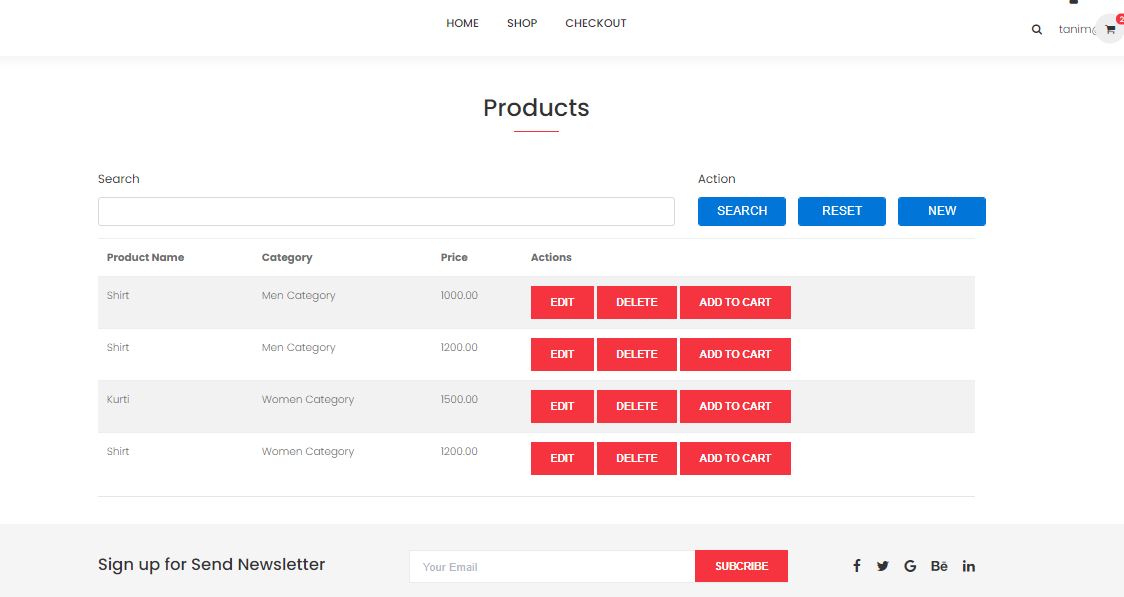 HOME SHOP CHECKOUT
tanim@
2
Products
Search Action
SEARCH RESET NEW
Product Name Category Price Actions
Shirt Men Category 1000.00 EDIT DELETE ADD TO CART
Shirt Men Category 1200.00 EDIT DELETE ADD TO CART
Kurti Women Category 1500.00 EDIT DELETE ADD TO CART
Shirt Women Category 1200.00 EDIT DELETE ADD TO CART
Sign up for Send Newsletter Your Email SUBCRIBE